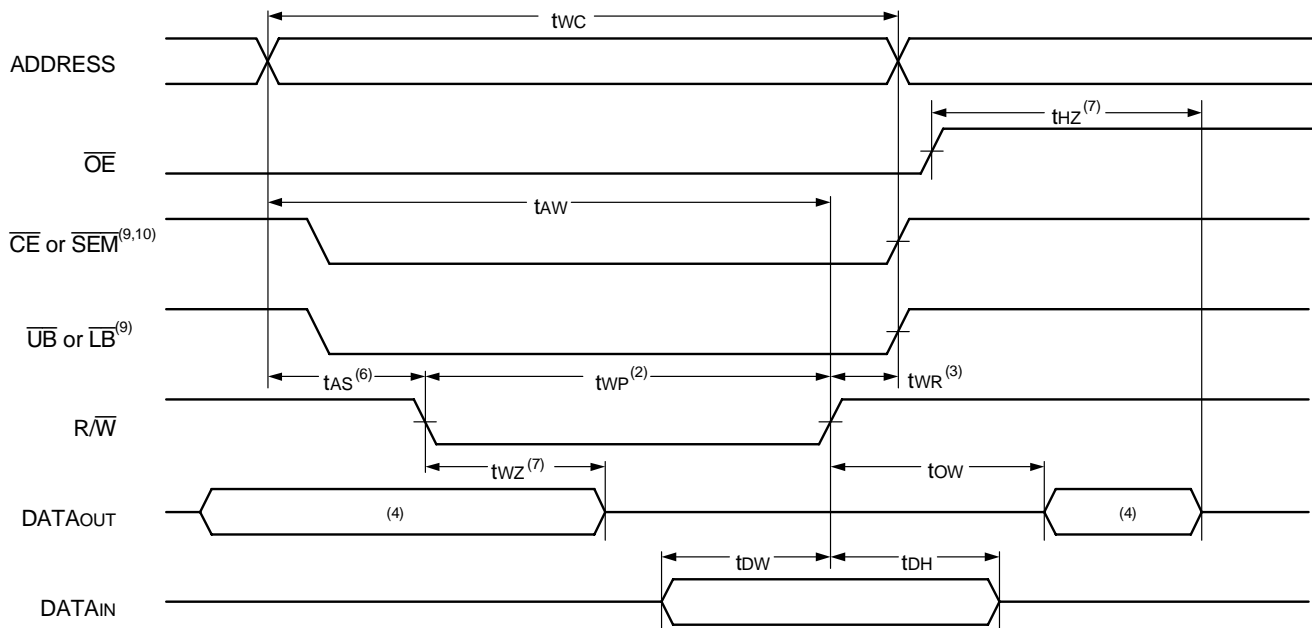 tWC
ADDRESS
tHZ(7)
OE
tAW
CE or SEM(9,10)
UB or LB(9)
tAS(6)
tWP(2)
tWR(3)
R/W
tWZ(7)
tOW
DATAOUT
(4)
(4)
tDW
tDH
DATAIN